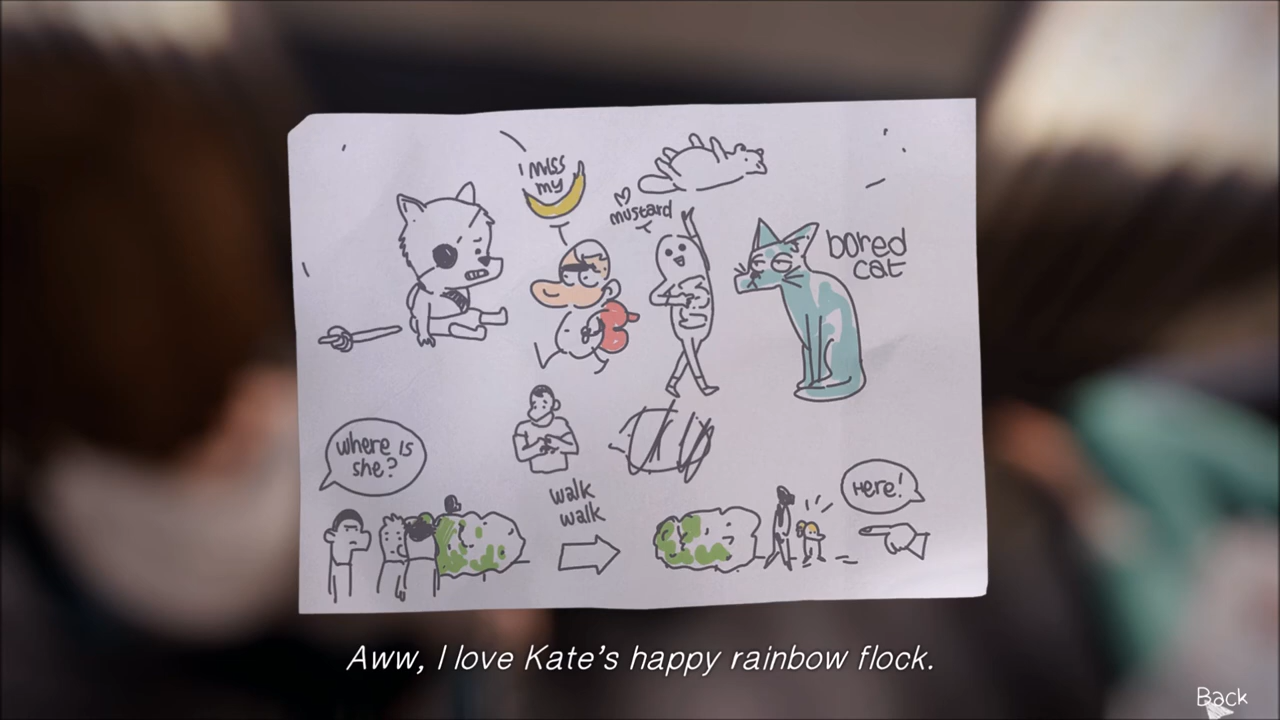 I MISS
MY
mustard
bored
cat
where is
she?
walk
walk
Here!
Aww, I love Kate's happy rainbow flock.
Back